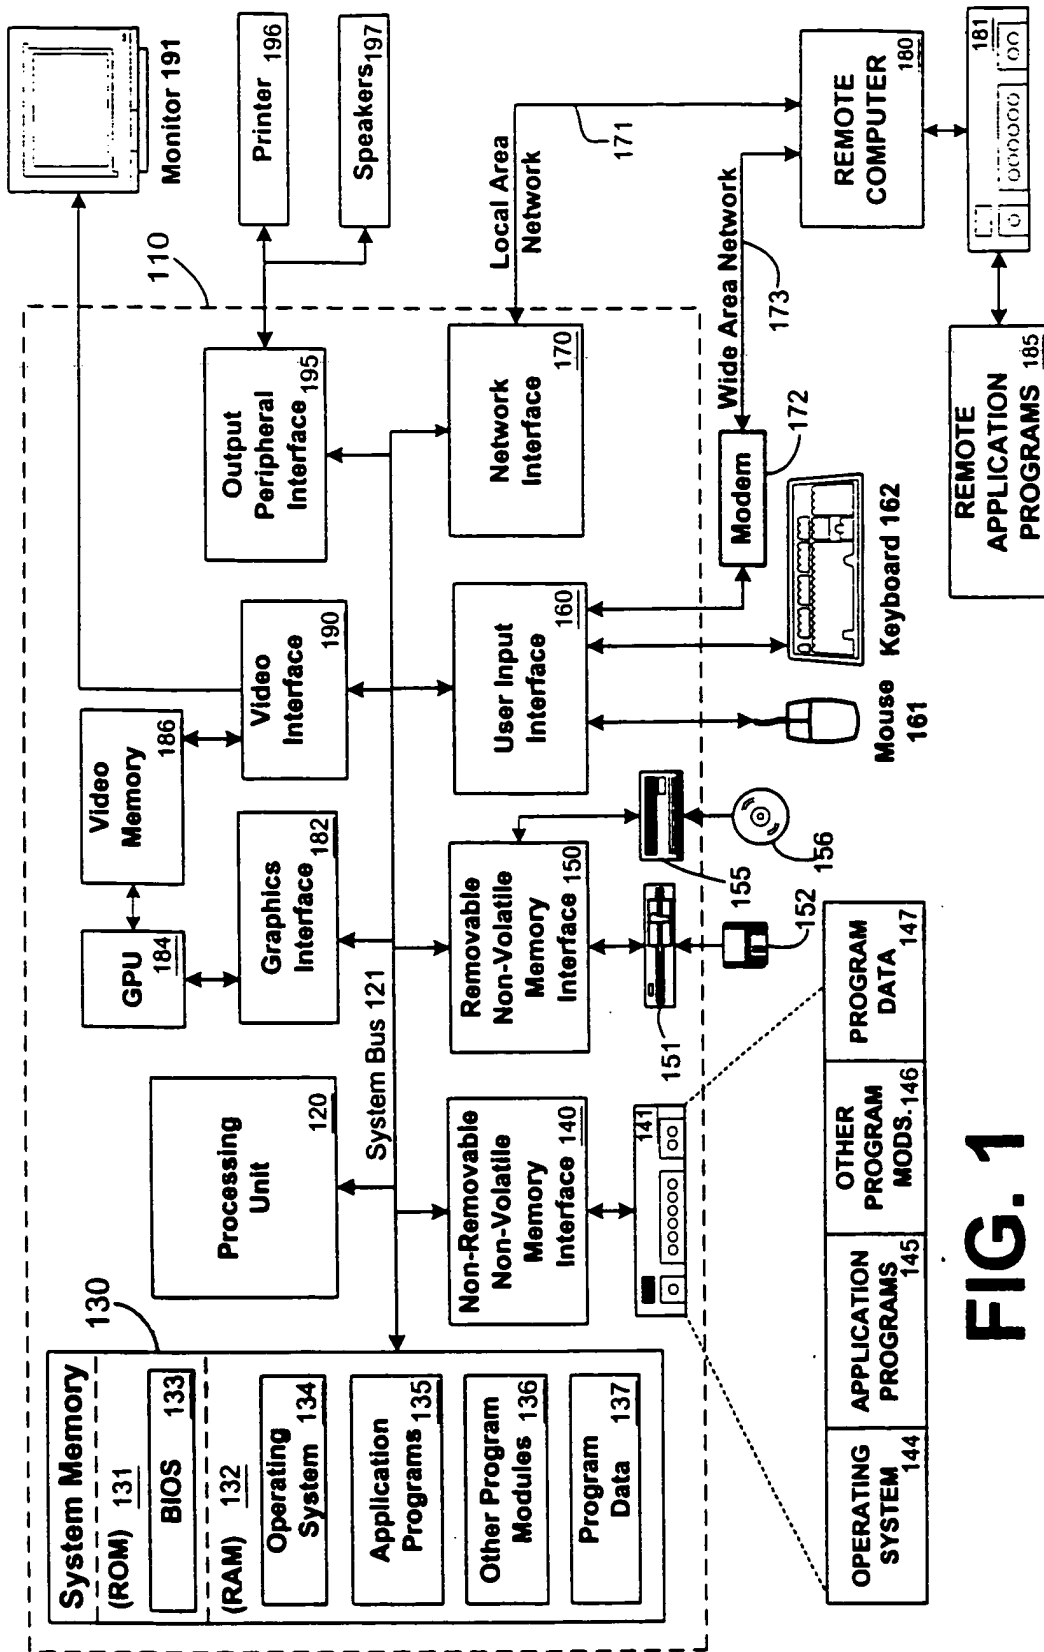 System Memory
(ROM) 131
BIOS 133
(RAM) 132
Operating
System 134
Application
Programs 135
Other Program
Modules 136
Program
Data 137
130
Processing
Unit
120
System Bus 121
GPU
184
Video
Memory
186
Graphics
Interface
182
Video
Interface
190
Output
Peripheral
Interface
195
110
Monitor 191
Printer
196
Speakers 197
Non-Removable
Non-Volatile
Memory
Interface
140
Removable
Non-Volatile
Memory
Interface
150
User Input
Interface
160
Network
Interface
170
Local Area
Network
171
Wide Area Network
173
Modem
172
141
151
152
155
156
Mouse
161
Keyboard 162
REMOTE
COMPUTER
180
181
REMOTE
APPLICATION
PROGRAMS
185
OPERATING
SYSTEM
144
APPLICATION
PROGRAMS
145
OTHER
PROGRAM
MODS.
146
PROGRAM
DATA
147
FIG. 1